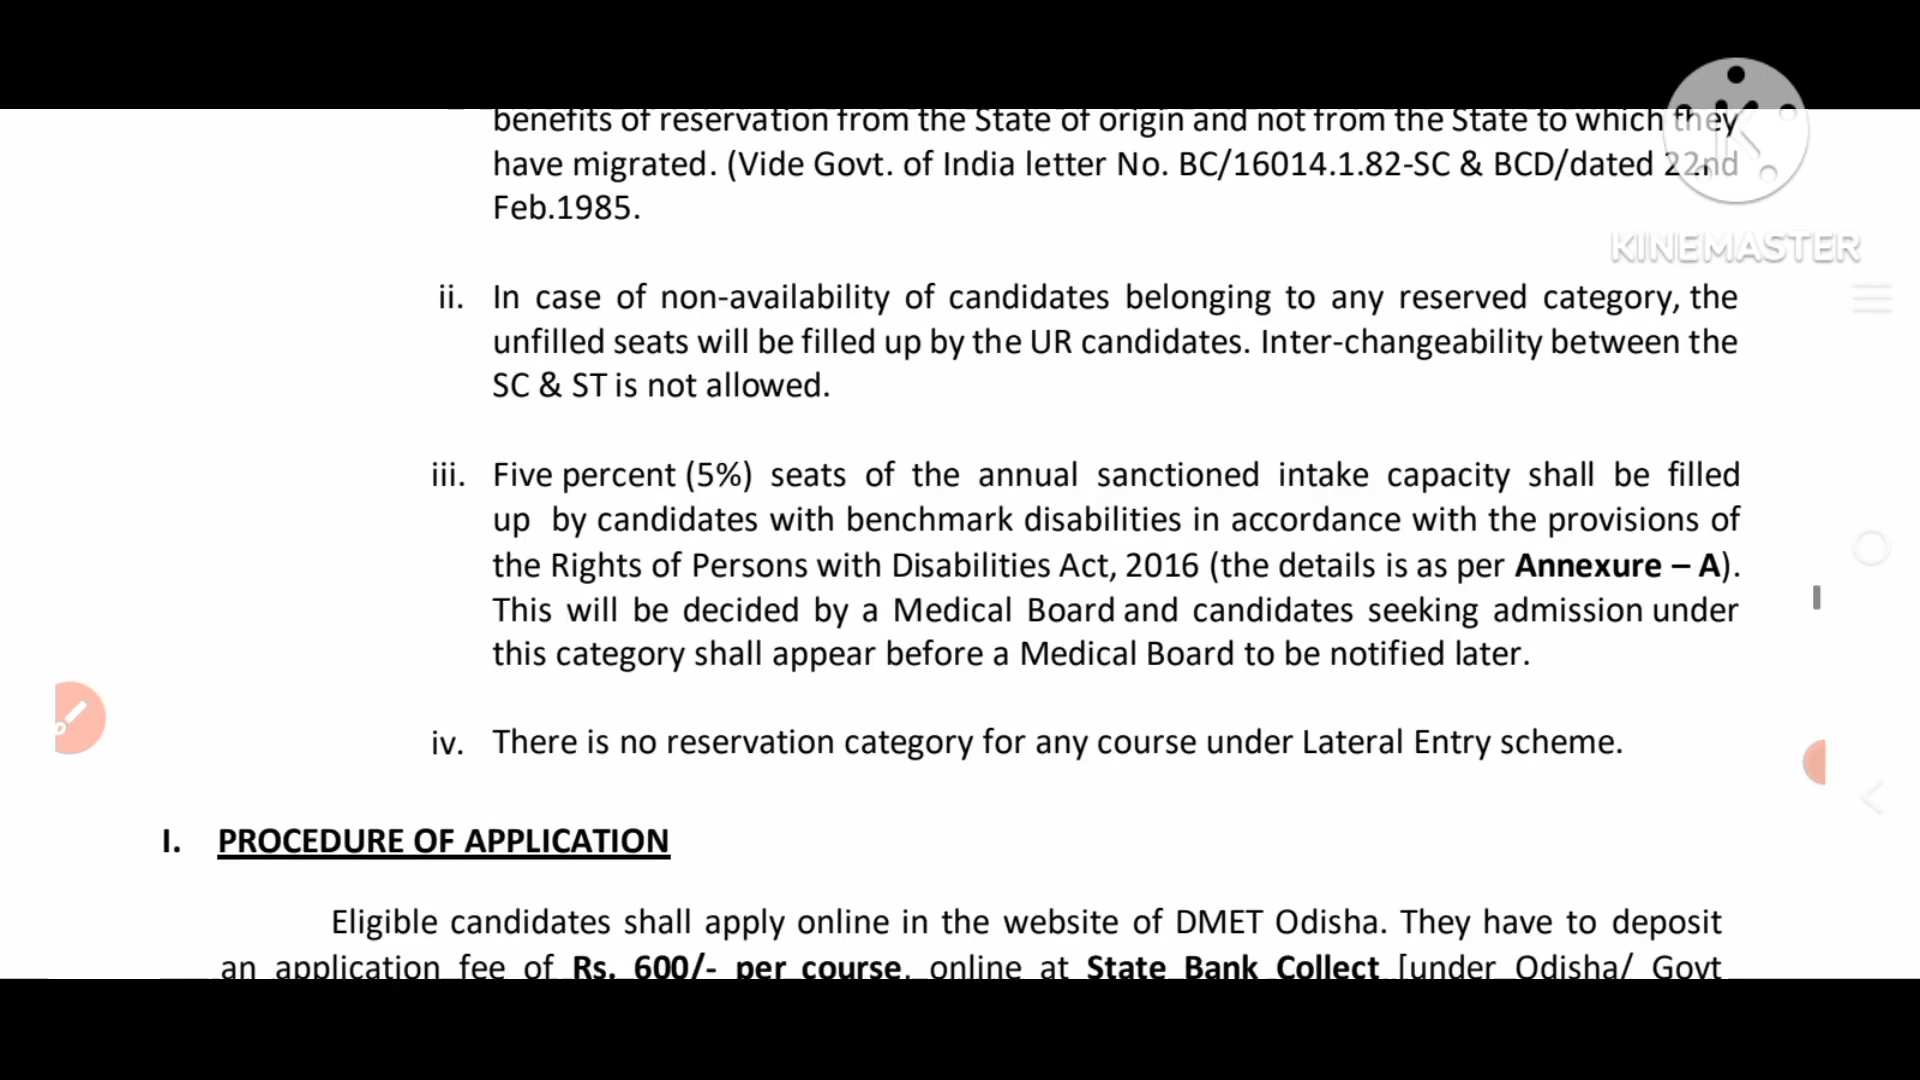 benefits of reservation from the State of origin and not from the State to which they
have migrated. (Vide Govt. of India letter No. BC/16014.1.82-SC & BCD/dated 22nd
Feb.1985.
KINEMASTER
ii. In case of non-availability of candidates belonging to any reserved category, the
unfilled seats will be filled up by the UR candidates. Inter-changeability between the
SC & ST is not allowed.
iii. Five percent (5%) seats of the annual sanctioned intake capacity shall be filled
up by candidates with benchmark disabilities in accordance with the provisions of
the Rights of Persons with Disabilities Act, 2016 (the details is as per Annexure – A).
This will be decided by a Medical Board and candidates seeking admission under
this category shall appear before a Medical Board to be notified later.
iv. There is no reservation category for any course under Lateral Entry scheme.
I. PROCEDURE OF APPLICATION
Eligible candidates shall apply online in the website of DMET Odisha. They have to deposit
an application fee of Rs. 600/- per course, online at State Bank Collect [under Odisha/ Govt